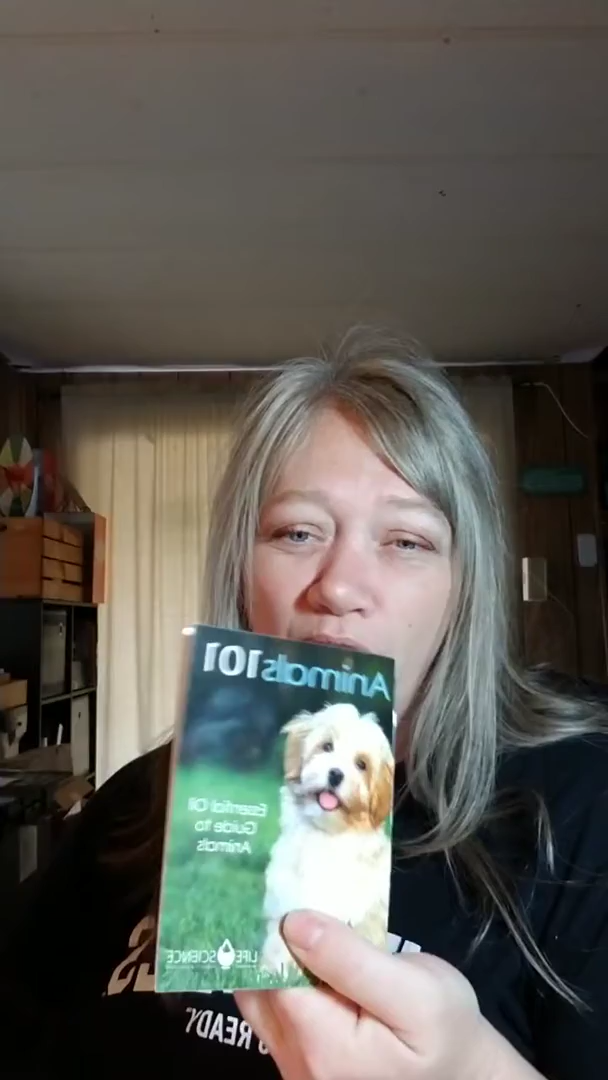 Animals101
Essential Oil
Guide to
Animals
LIFE SCIENCE
READY